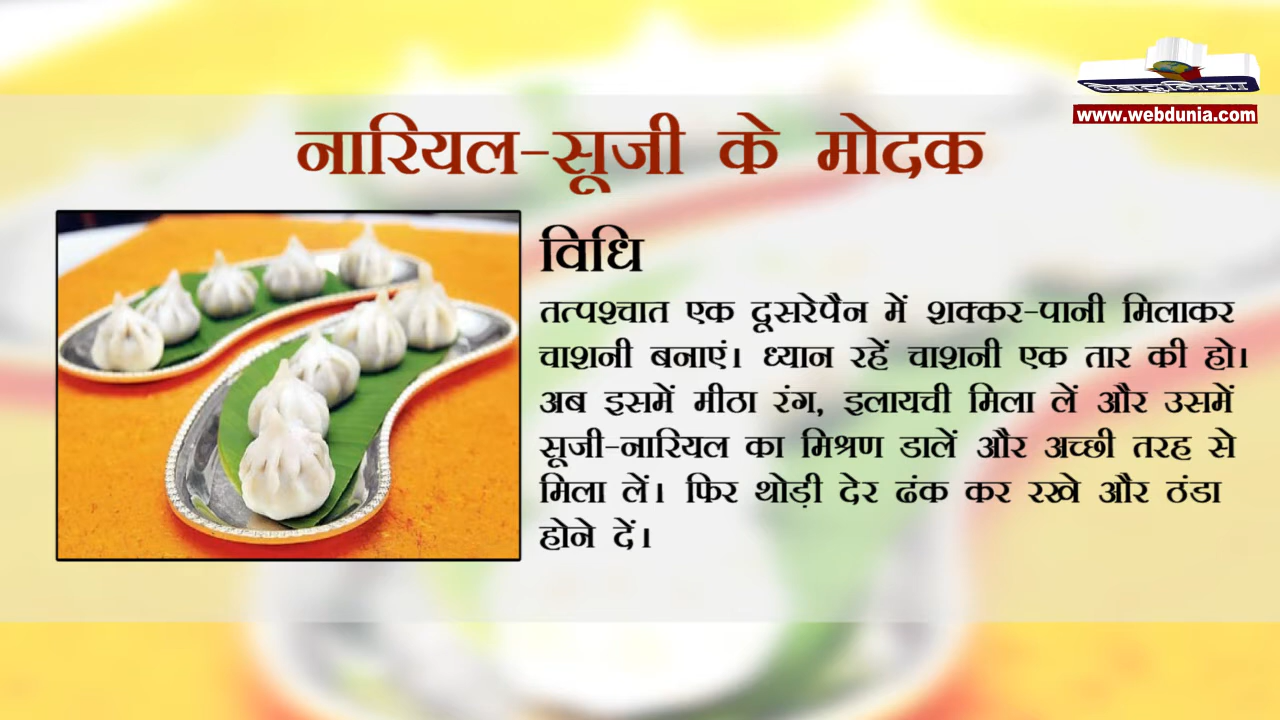 वेबदुनिया
www.webdunia.com
नारियल-सूजी के मोदक
विधि
तत्पश्चात एक दूसरेपैन में शक्कर-पानी मिलाकर
चाशनी बनाएं। ध्यान रहें चाशनी एक तार की हो।
अब इसमें मीठा रंग, इलायची मिला लें और उसमें
सूजी-नारियल का मिश्रण डालें और अच्छी तरह से
मिला लें। फिर थोड़ी देर ढंक कर रखे और ठंडा
होने दें।